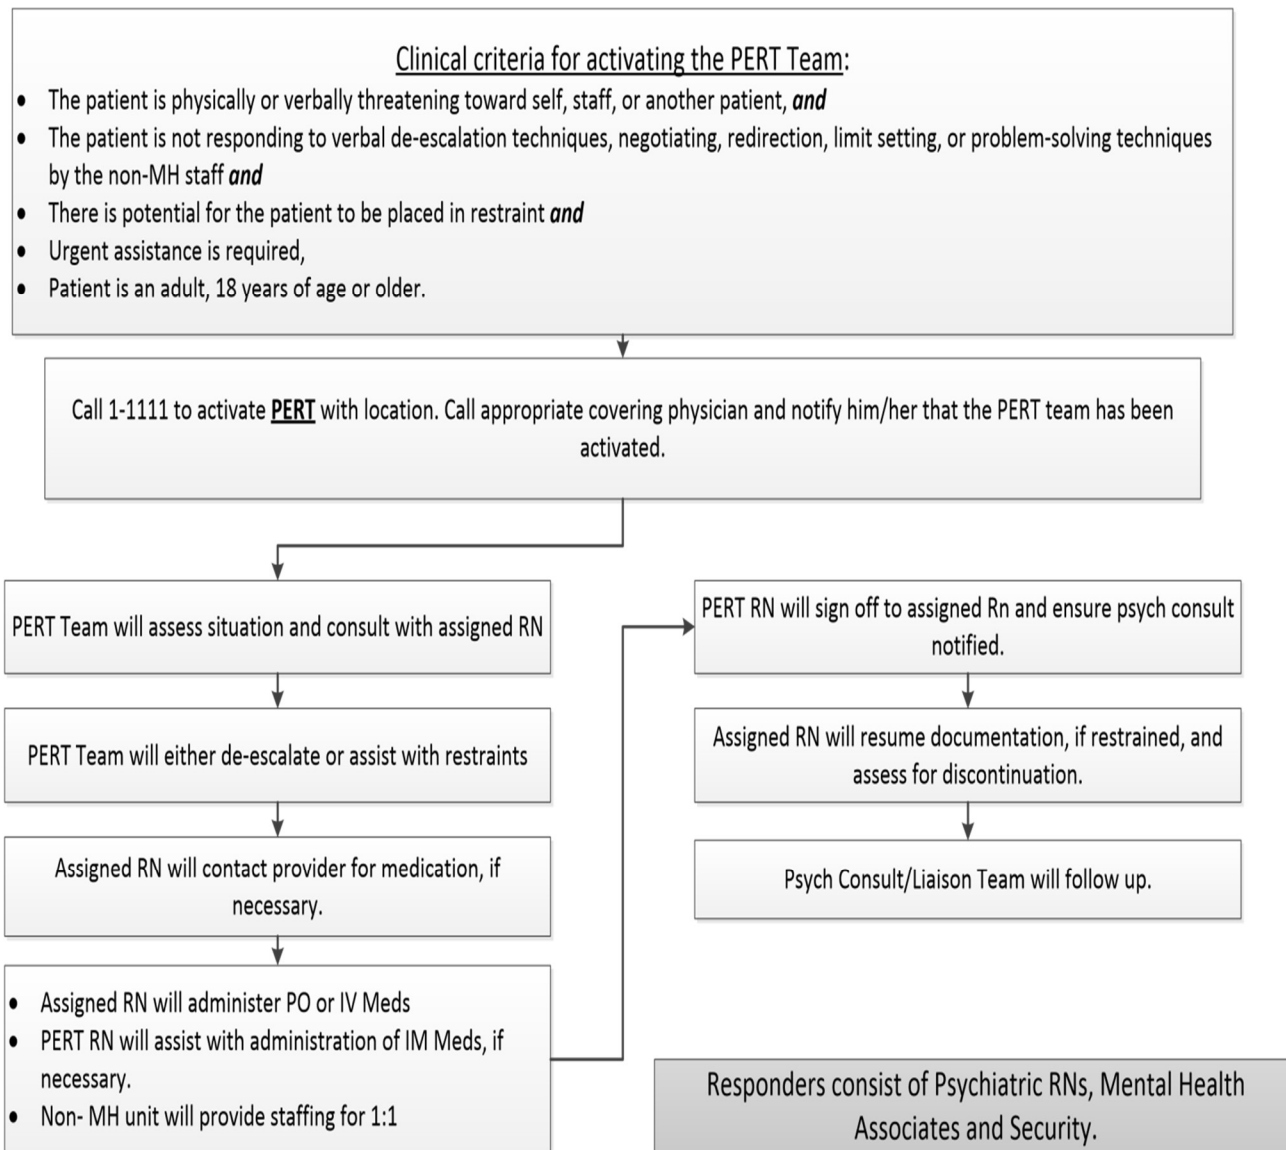 Clinical criteria for activating the PERT Team:
• The patient is physically or verbally threatening toward self, staff, or another patient, and
• The patient is not responding to verbal de-escalation techniques, negotiating, redirection, limit setting, or problem-solving techniques
by the non-MH staff and
• There is potential for the patient to be placed in restraint and
• Urgent assistance is required,
• Patient is an adult, 18 years of age or older.
Call 1-1111 to activate PERT with location. Call appropriate covering physician and notify him/her that the PERT team has been
activated.
PERT Team will assess situation and consult with assigned RN
PERT Team will either de-escalate or assist with restraints
Assigned RN will contact provider for medication, if
necessary.
• Assigned RN will administer PO or IV Meds
• PERT RN will assist with administration of IM Meds, if
necessary.
• Non- MH unit will provide staffing for 1:1
PERT RN will sign off to assigned Rn and ensure psych consult
notified.
Assigned RN will resume documentation, if restrained, and
assess for discontinuation.
Psych Consult/Liaison Team will follow up.
Responders consist of Psychiatric RNs, Mental Health
Associates and Security.